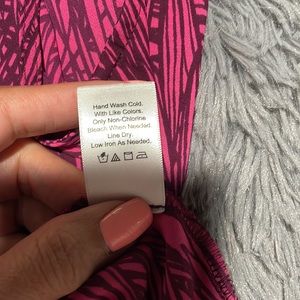 Hand Wash Cold.
With Like Colors.
Only Non-Chlorine
Bleach When Needed.
Line Dry.
Low Iron As Needed.